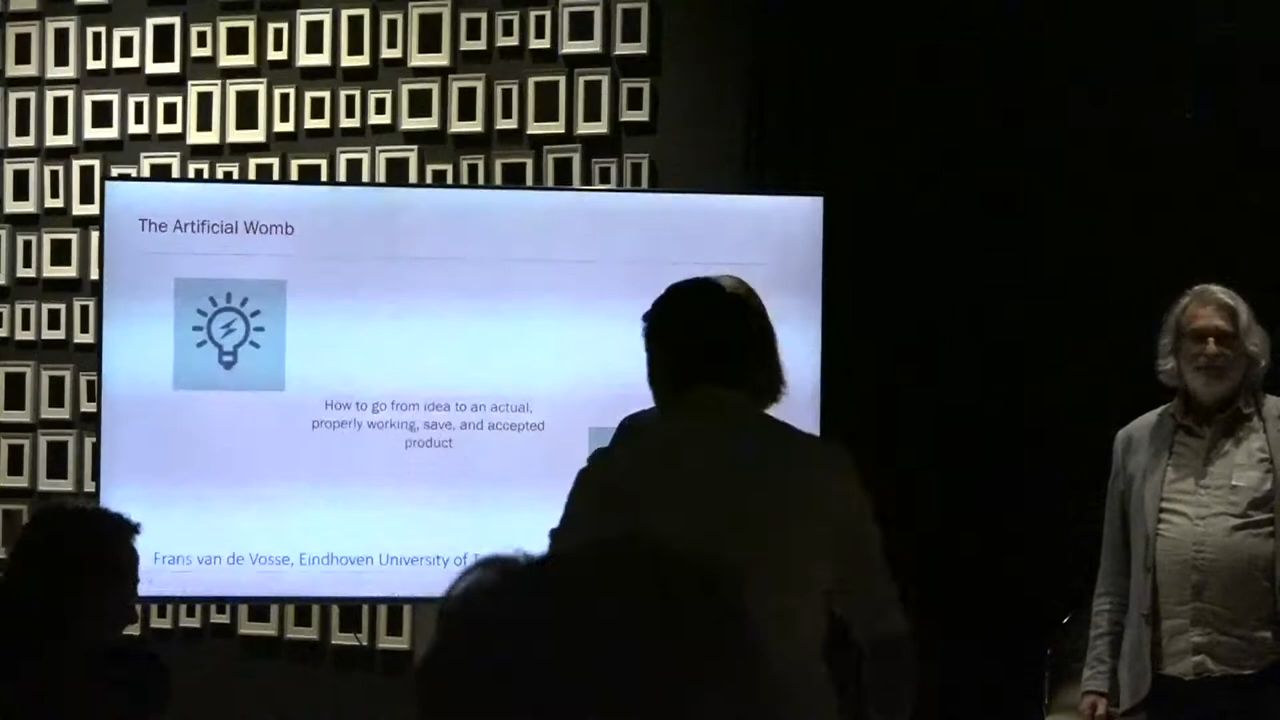 The Artificial Womb
How to go from idea to an actual,
properly working, save, and accepted
product
Frans van de Vosse, Eindhoven University of